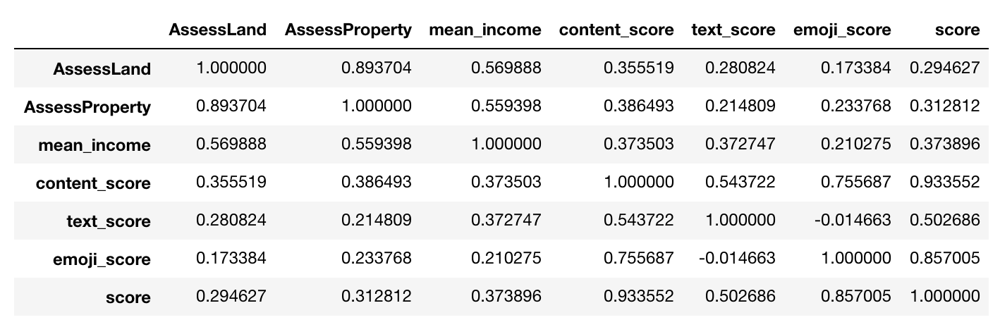 AssessLand AssessProperty mean_income content_score text_score emoji_score score
AssessLand 1.000000 0.893704 0.569888 0.355519 0.280824 0.173384 0.294627
AssessProperty 0.893704 1.000000 0.559398 0.386493 0.214809 0.233768 0.312812
mean_income 0.569888 0.559398 1.000000 0.373503 0.372747 0.210275 0.373896
content_score 0.355519 0.386493 0.373503 1.000000 0.543722 0.755687 0.933552
text_score 0.280824 0.214809 0.372747 0.543722 1.000000 -0.014663 0.502686
emoji_score 0.173384 0.233768 0.210275 0.755687 -0.014663 1.000000 0.857005
score 0.294627 0.312812 0.373896 0.933552 0.502686 0.857005 1.000000